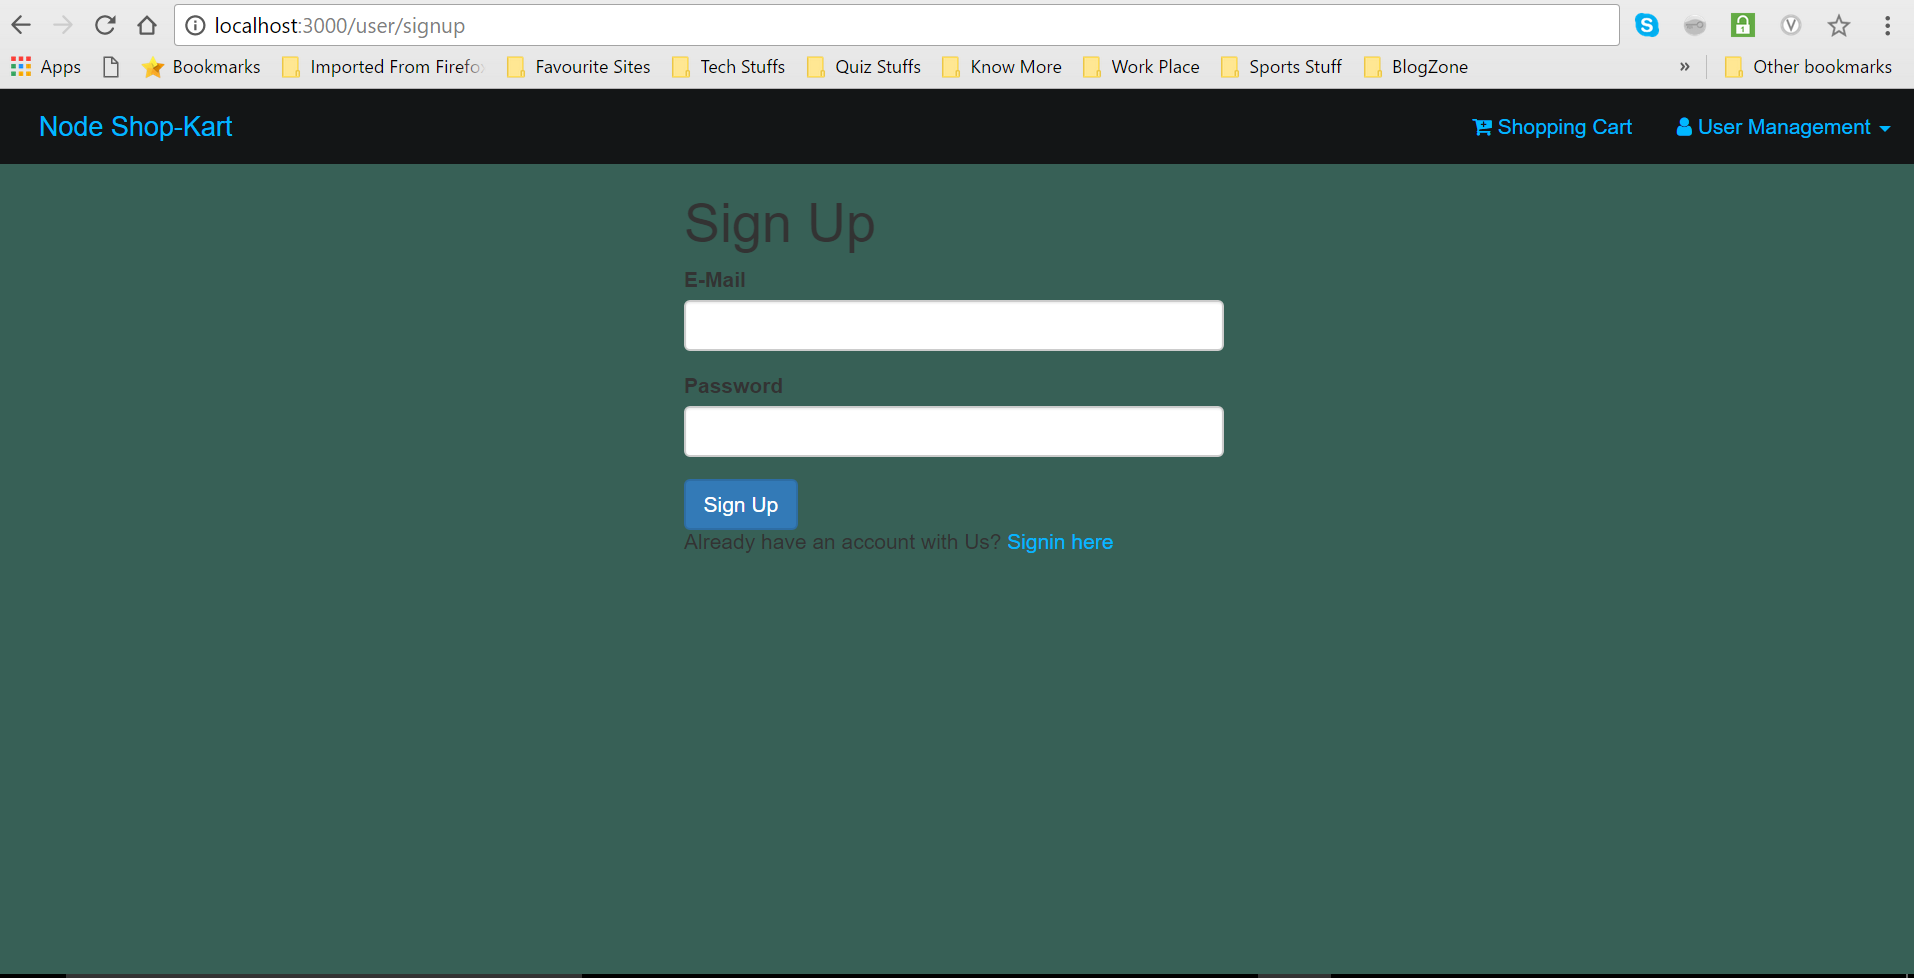 localhost:3000/user/signup
S 1 V
Apps Bookmarks Imported From Firefo Favourite Sites Tech Stuffs Quiz Stuffs Know More Work Place Sports Stuff BlogZone » Other bookmarks
Node Shop-Kart Shopping Cart User Management
Sign Up
E-Mail
Password
Sign Up
Already have an account with Us? Signin here